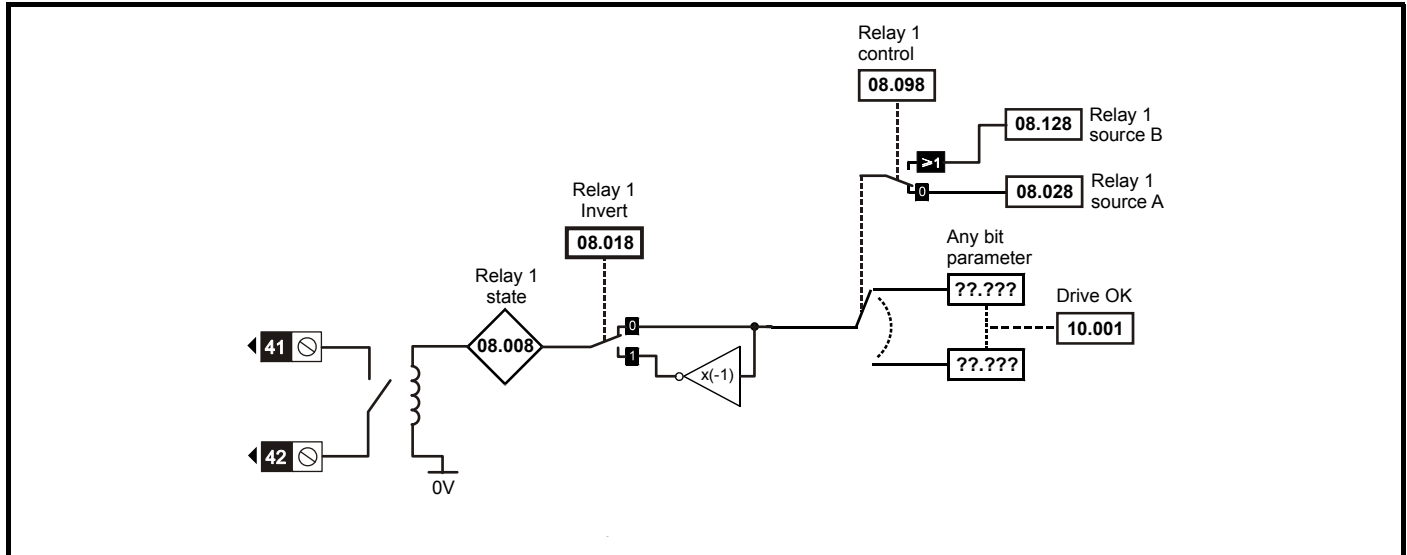 Relay 1
control
08.098
08.128
Relay 1
source B
>1
0
08.028
Relay 1
source A
Relay 1
Invert
08.018
Any bit
parameter
??.???
Drive OK
10.001
??.???
Relay 1
state
08.008
0
1
x(-1)
41
42
0V